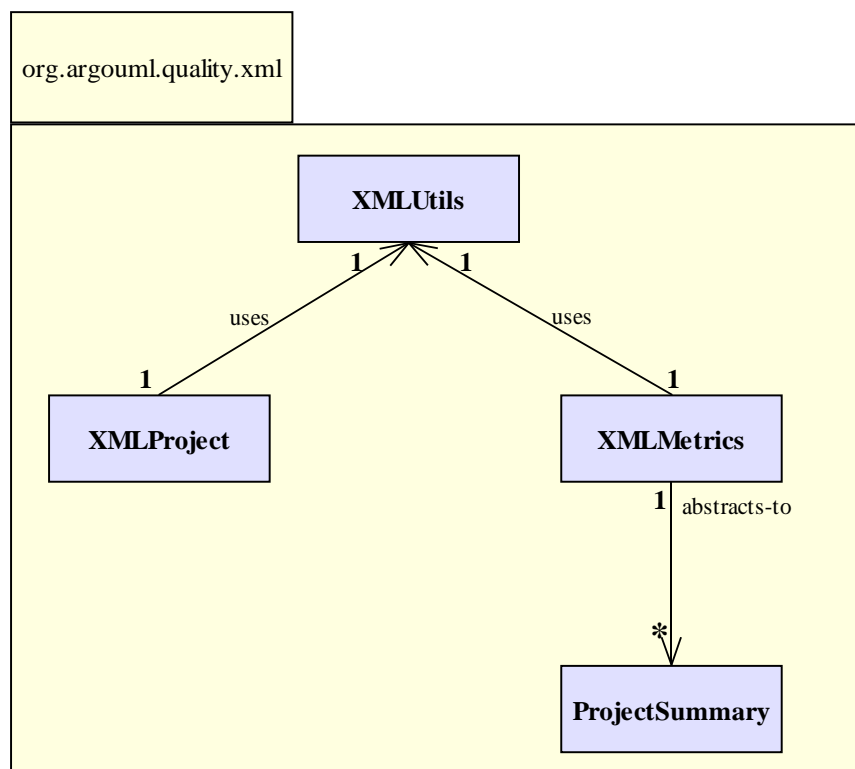 org.argouml.quality.xml
XMLUtils
1 1
uses uses
1 1
XMLProject XMLMetrics
1 abstracts-to
*
ProjectSummary